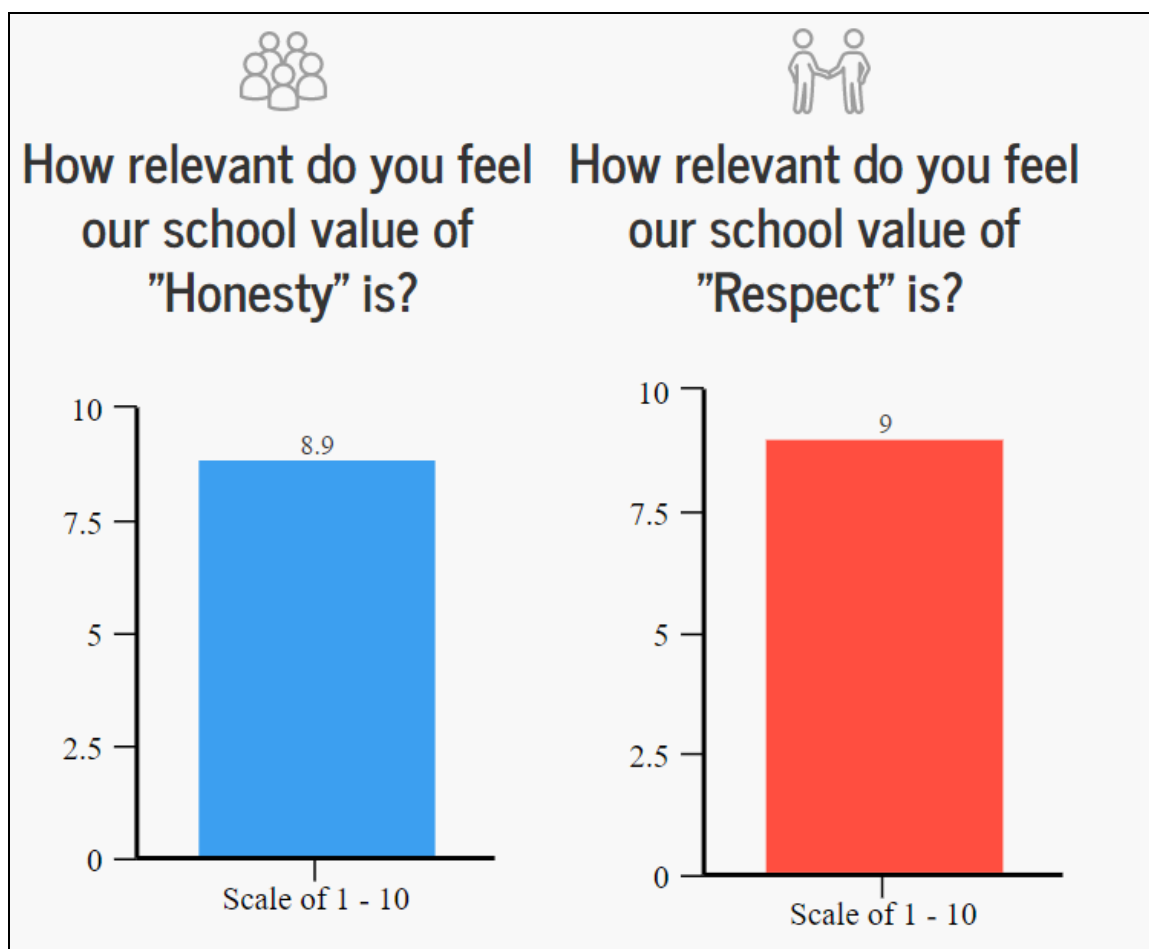 How relevant do you feel
our school value of
”Honesty” is?
10
8.9
7.5
5
2.5
0
Scale of 1 - 10
How relevant do you feel
our school value of
”Respect” is?
10
9
7.5
5
2.5
0
Scale of 1 - 10